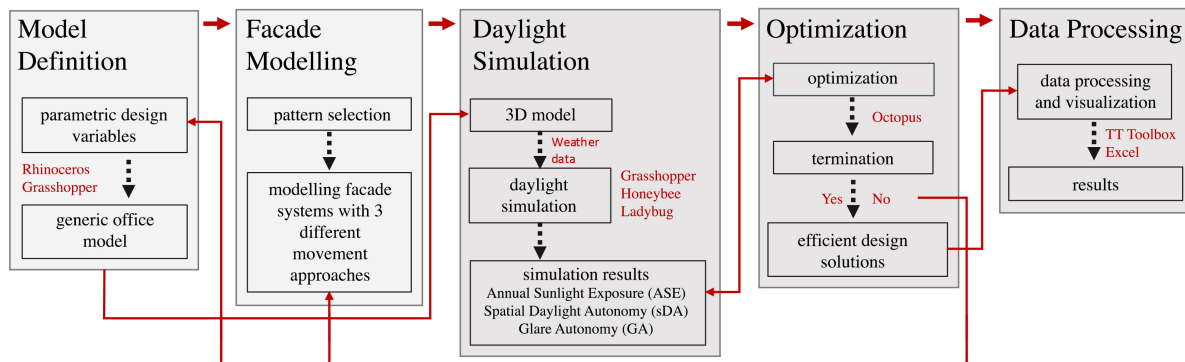 Model
Definition
parametric design
variables
Rhinoceros
Grasshopper
generic office
model
Facade
Modelling
pattern selection
modelling facade
systems with 3
different
movement
approaches
Daylight
Simulation
3D model
Weather
data
daylight
simulation
Grasshopper
Honeybee
Ladybug
simulation results
Annual Sunlight Exposure (ASE)
Spatial Daylight Autonomy (sDA)
Glare Autonomy (GA)
Optimization
optimization
Octopus
termination
Yes No
efficient design
solutions
Data Processing
data processing
and visualization
TT Toolbox
Excel
results